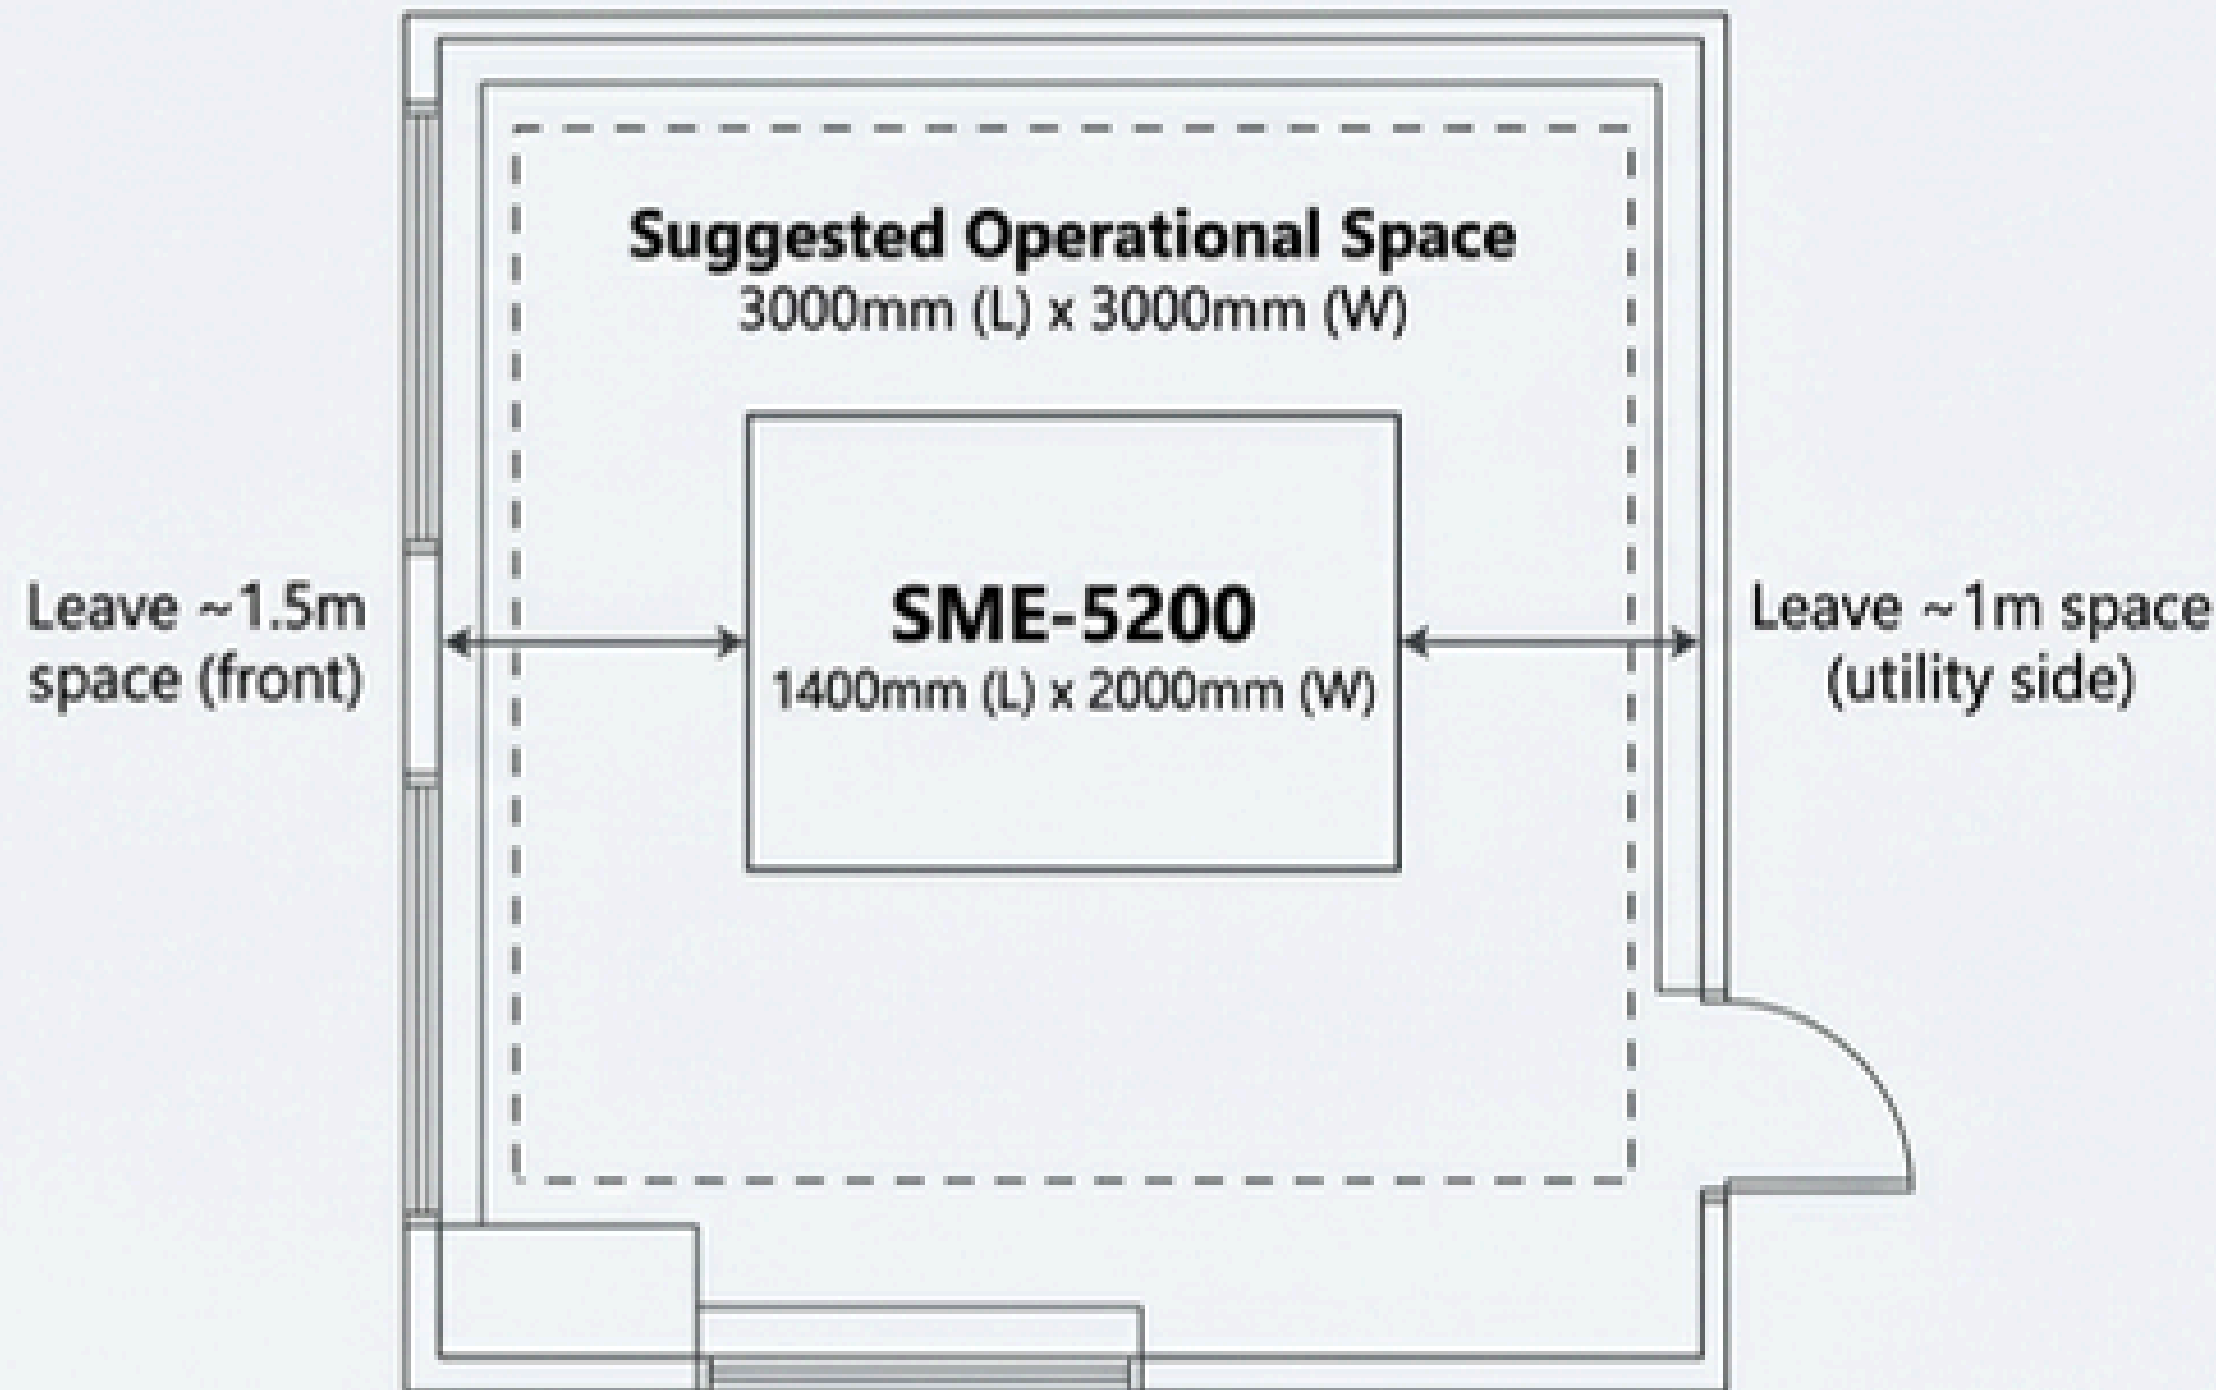 Suggested Operational Space
3000mm (L) x 3000mm (W)
Leave ~1.5m
space (front)
SME-5200
1400mm (L) x 2000mm (W)
Leave ~1m space
(utility side)